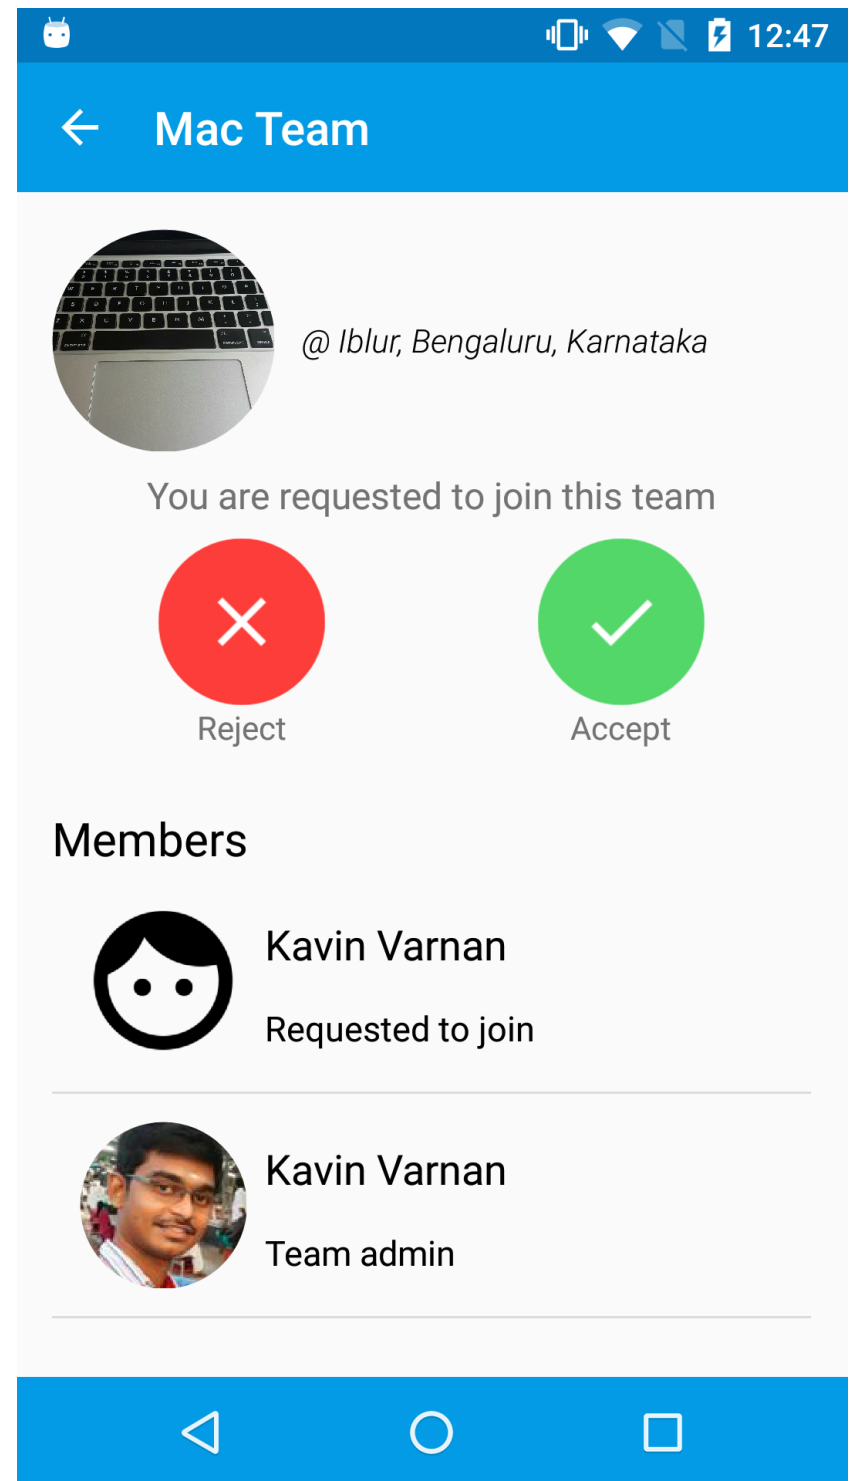 12:47
Mac Team
@ Iblur, Bengaluru, Karnataka
You are requested to join this team
Reject
Accept
Members
Kavin Varnan
Requested to join
Kavin Varnan
Team admin